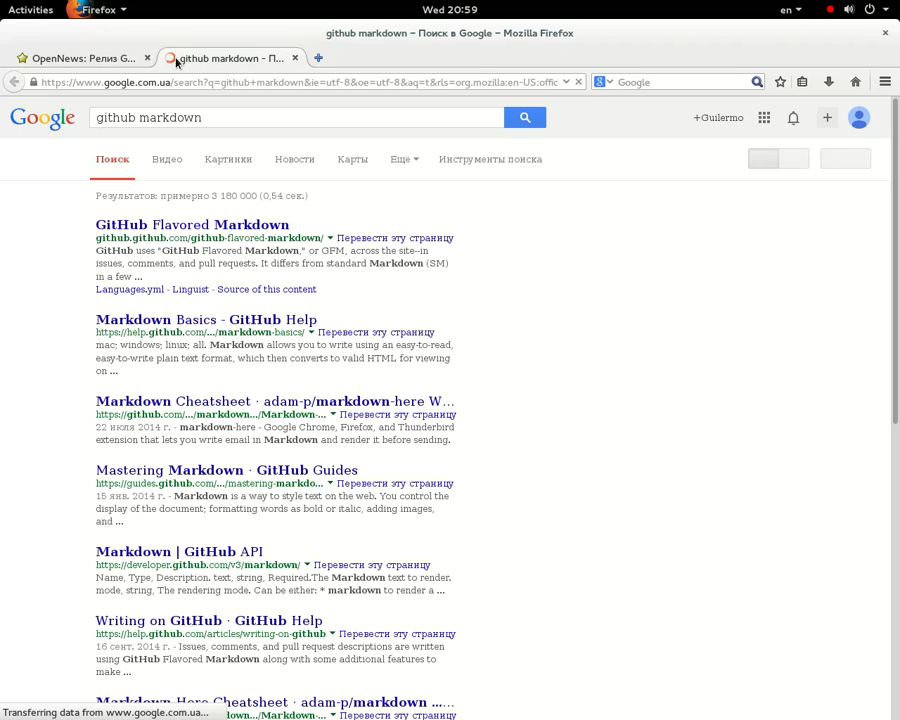 Activities Firefox Wed 20:59 en
github markdown – Поиск в Google – Mozilla Firefox
OpenNews: Релиз G... github markdown - П...
https://www.google.com.ua/search?q=github+markdown&ie=utf-8&oe=utf-8&aq=t&rls=org.mozilla:en-US:offic Google
Google github markdown +Guilermo
Поиск Видео Картинки Новости Карты Еще Инструменты поиска
Результатов: примерно 3 180 000 (0,54 сек.)
GitHub Flavored Markdown
github.github.com/github-flavored-markdown/ Перевести эту страницу
GitHub uses "GitHub Flavored Markdown," or GFM, across the site--in
issues, comments, and pull requests. It differs from standard Markdown (SM)
in a few ...
Languages.yml - Linguist - Source of this content
Markdown Basics - GitHub Help
https://help.github.com/.../markdown-basics/ Перевести эту страницу
mac; windows; linux; all. Markdown allows you to write using an easy-to-read,
easy-to-write plain text format, which then converts to valid HTML for viewing
on ...
Markdown Cheatsheet · adam-p/markdown-here W...
https://github.com/.../markdown.../Markdown-... Перевести эту страницу
22 июля 2014 г. - markdown-here - Google Chrome, Firefox, and Thunderbird
extension that lets you write email in Markdown and render it before sending.
Mastering Markdown · GitHub Guides
https://guides.github.com/.../mastering-markdo... Перевести эту страницу
15 янв. 2014 г. - Markdown is a way to style text on the web. You control the
display of the document; formatting words as bold or italic, adding images,
and ...
Markdown | GitHub API
https://developer.github.com/v3/markdown/ Перевести эту страницу
Name, Type, Description. text, string, Required.The Markdown text to render.
mode, string, The rendering mode. Can be either: * markdown to render a ...
Writing on GitHub · GitHub Help
https://help.github.com/articles/writing-on-github Перевести эту страницу
16 сент. 2014 г. - Issues, comments, and pull request descriptions are written
using GitHub Flavored Markdown along with some additional features to
make ...
Markdown Here Cheatsheet · adam-p/markdown ...
Transferring data from www.google.com.ua... down.../Markdown-... Перевести эту страницу